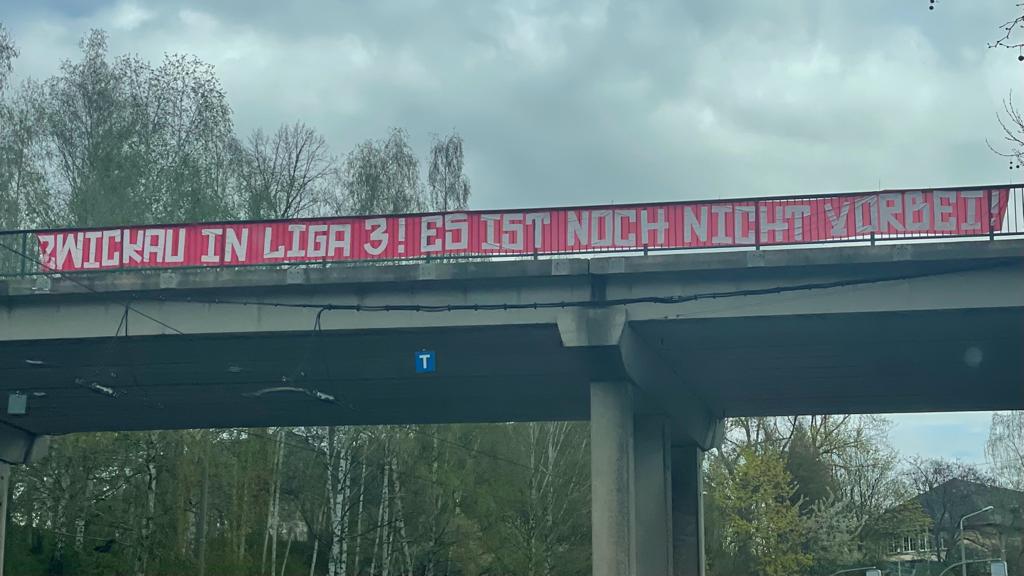 ZWICKAU IN LIGA 3! ES IST NOCH NICHT VORBEI!
T